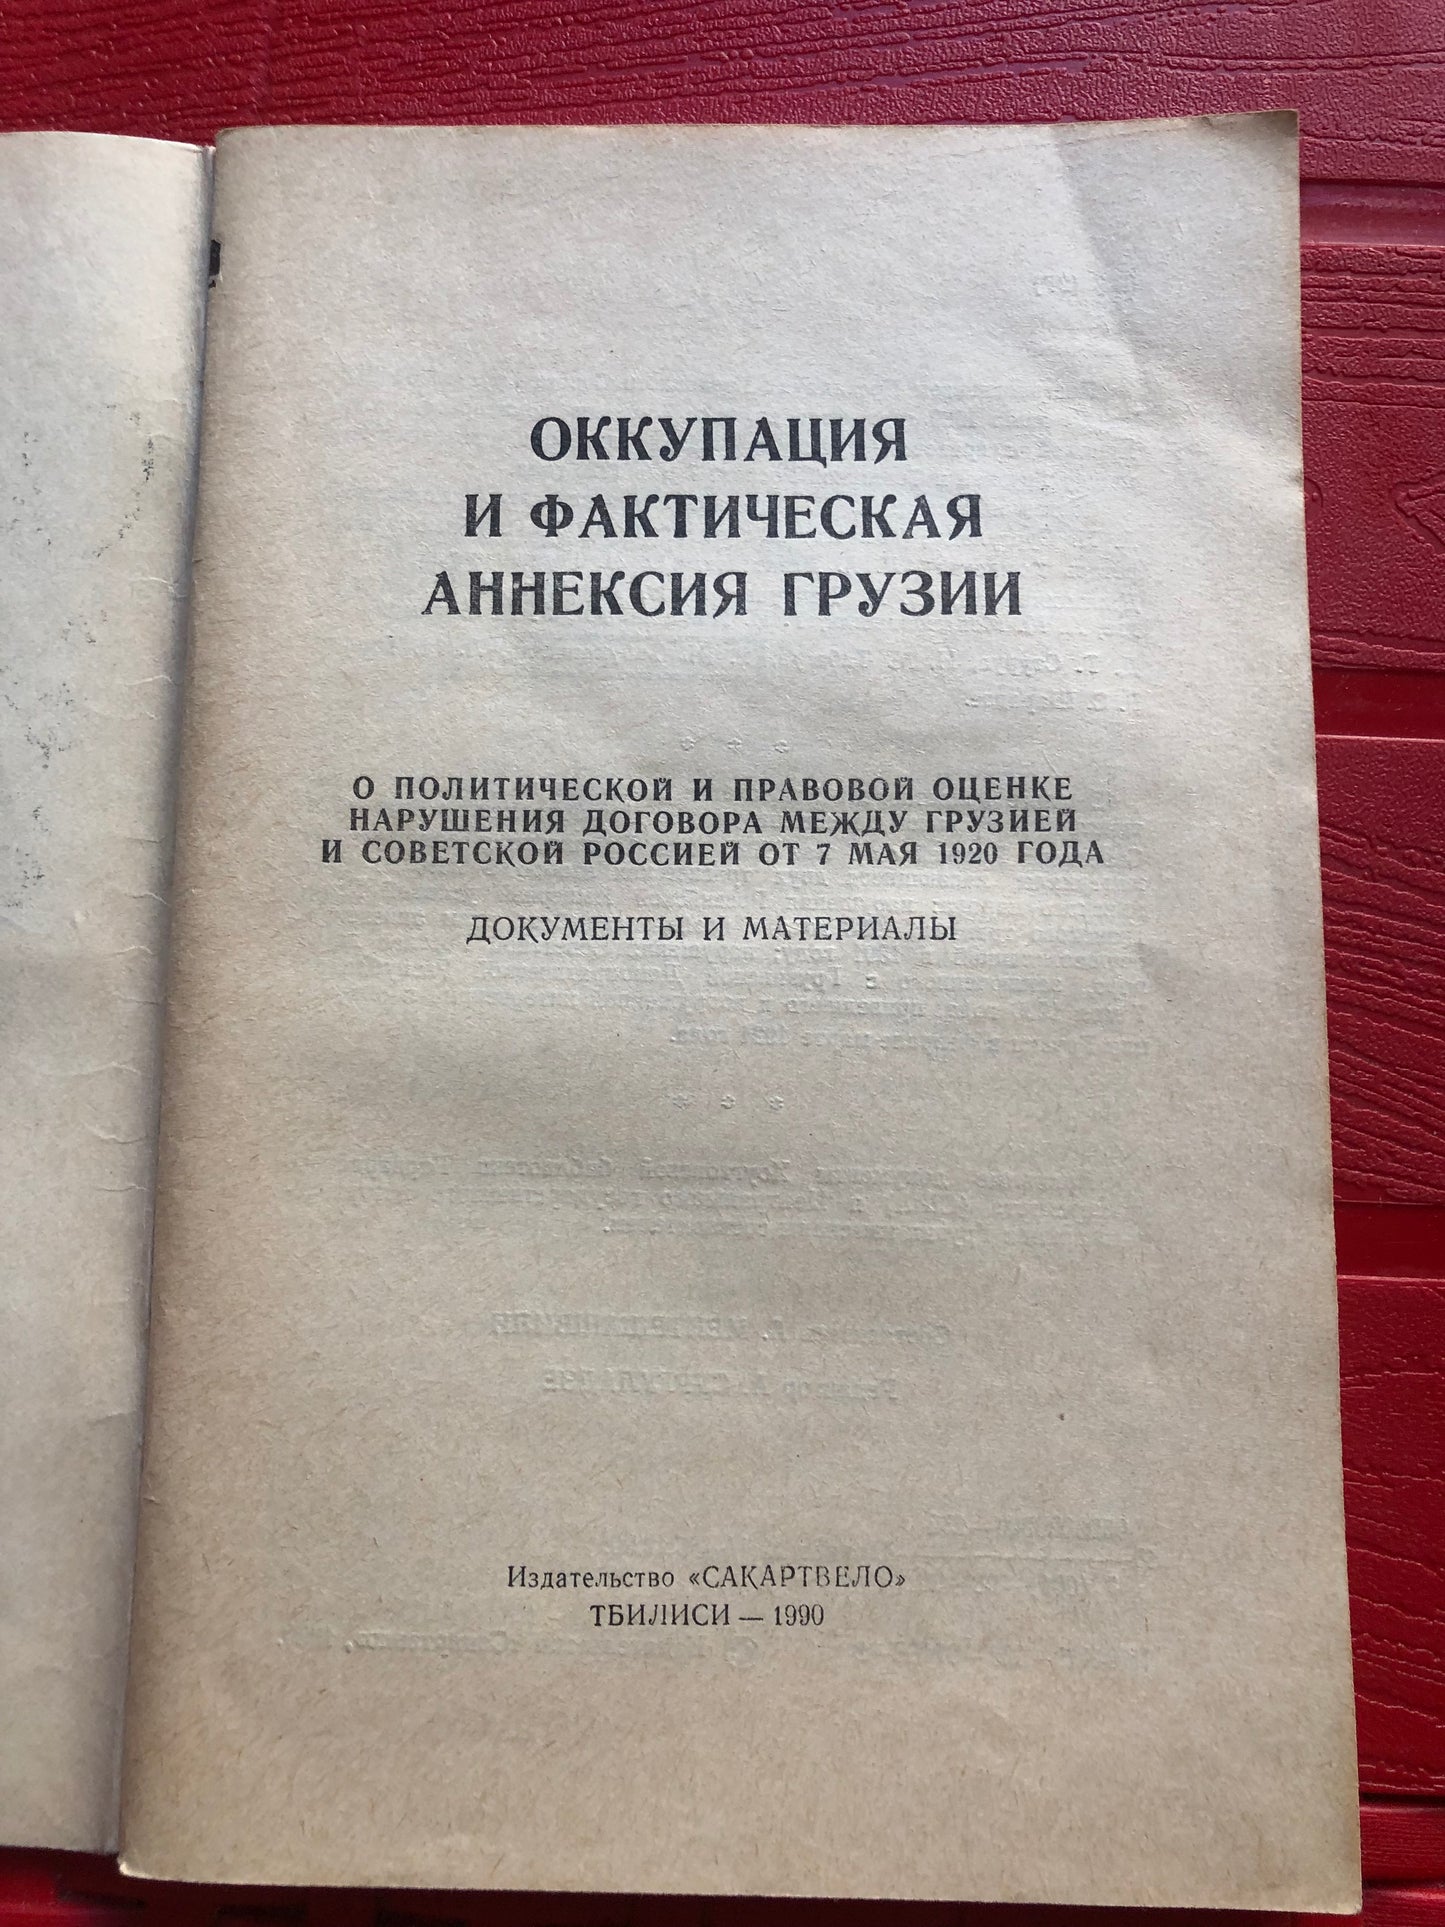 ОККУПАЦИЯ
И ФАКТИЧЕСКАЯ
АННЕКСИЯ ГРУЗИИ
О ПОЛИТИЧЕСКОЙ И ПРАВОВОЙ ОЦЕНКЕ
НАРУШЕНИЯ ДОГОВОРА МЕЖДУ ГРУЗИЕЙ
И СОВЕТСКОЙ РОССИЕЙ ОТ 7 МАЯ 1920 ГОДА
ДОКУМЕНТЫ И МАТЕРИАЛЫ
Издательство «САКАРТВЕЛО»
ТБИЛИСИ — 1990